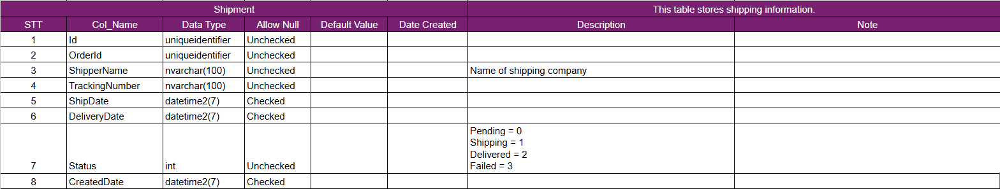 Shipment This table stores shipping information.
STT Col_Name Data Type Allow Null Default Value Date Created Description Note
1 Id uniqueidentifier Unchecked
2 OrderId uniqueidentifier Unchecked
3 ShipperName nvarchar(100) Unchecked Name of shipping company
4 TrackingNumber nvarchar(100) Unchecked
5 ShipDate datetime2(7) Checked
6 DeliveryDate datetime2(7) Checked
Pending = 0
Shipping = 1
Delivered = 2
7 Status int Unchecked Failed = 3
8 CreatedDate datetime2(7) Checked